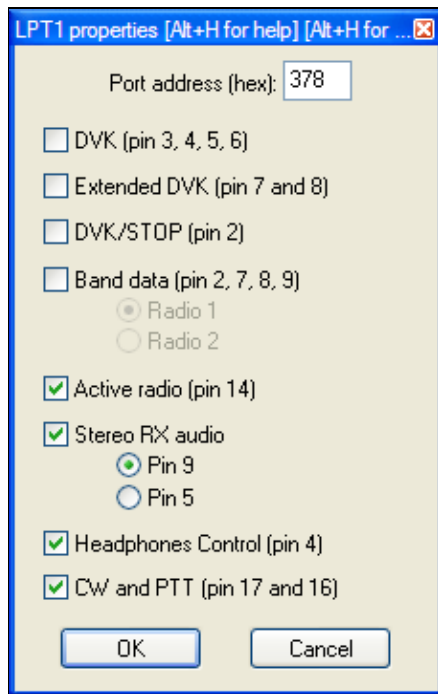 LPT1 properties [Alt+H for help] [Alt+H for ...
Port address (hex): 378
DVK (pin 3, 4, 5, 6)
Extended DVK (pin 7 and 8)
DVK/STOP (pin 2)
Band data (pin 2, 7, 8, 9)
Radio 1
Radio 2
Active radio (pin 14)
Stereo RX audio
Pin 9
Pin 5
Headphones Control (pin 4)
CW and PTT (pin 17 and 16)
OK Cancel